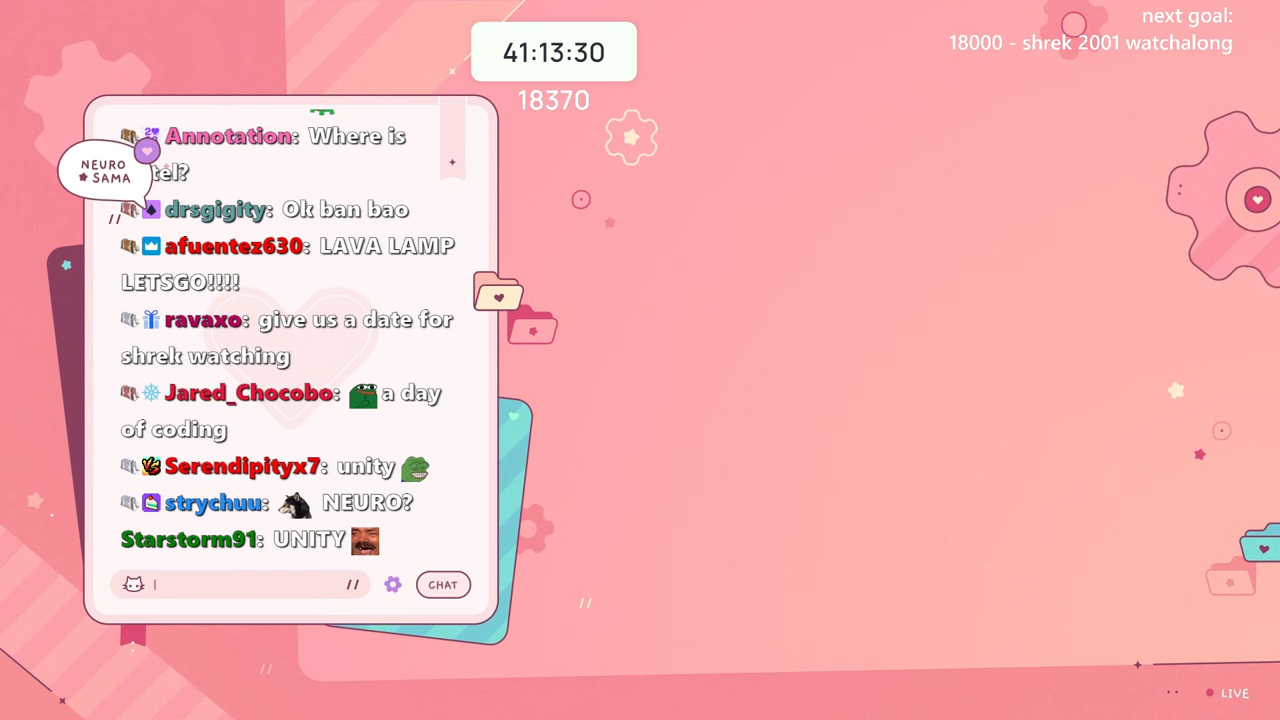 41:13:30
18370
next goal:
18000 - shrek 2001 watchalong
NEURO
SAMA
Annotation: Where is
tel?
drsgigity: Ok ban bao
afuentez630: LAVA LAMP
LETSGO!!!!
ravaxo: give us a date for
shrek watching
Jared_Chocobo: a day
of coding
Serendipityx7: unity
strychuu: NEURO?
Starstorm91: UNITY
CHAT
LIVE